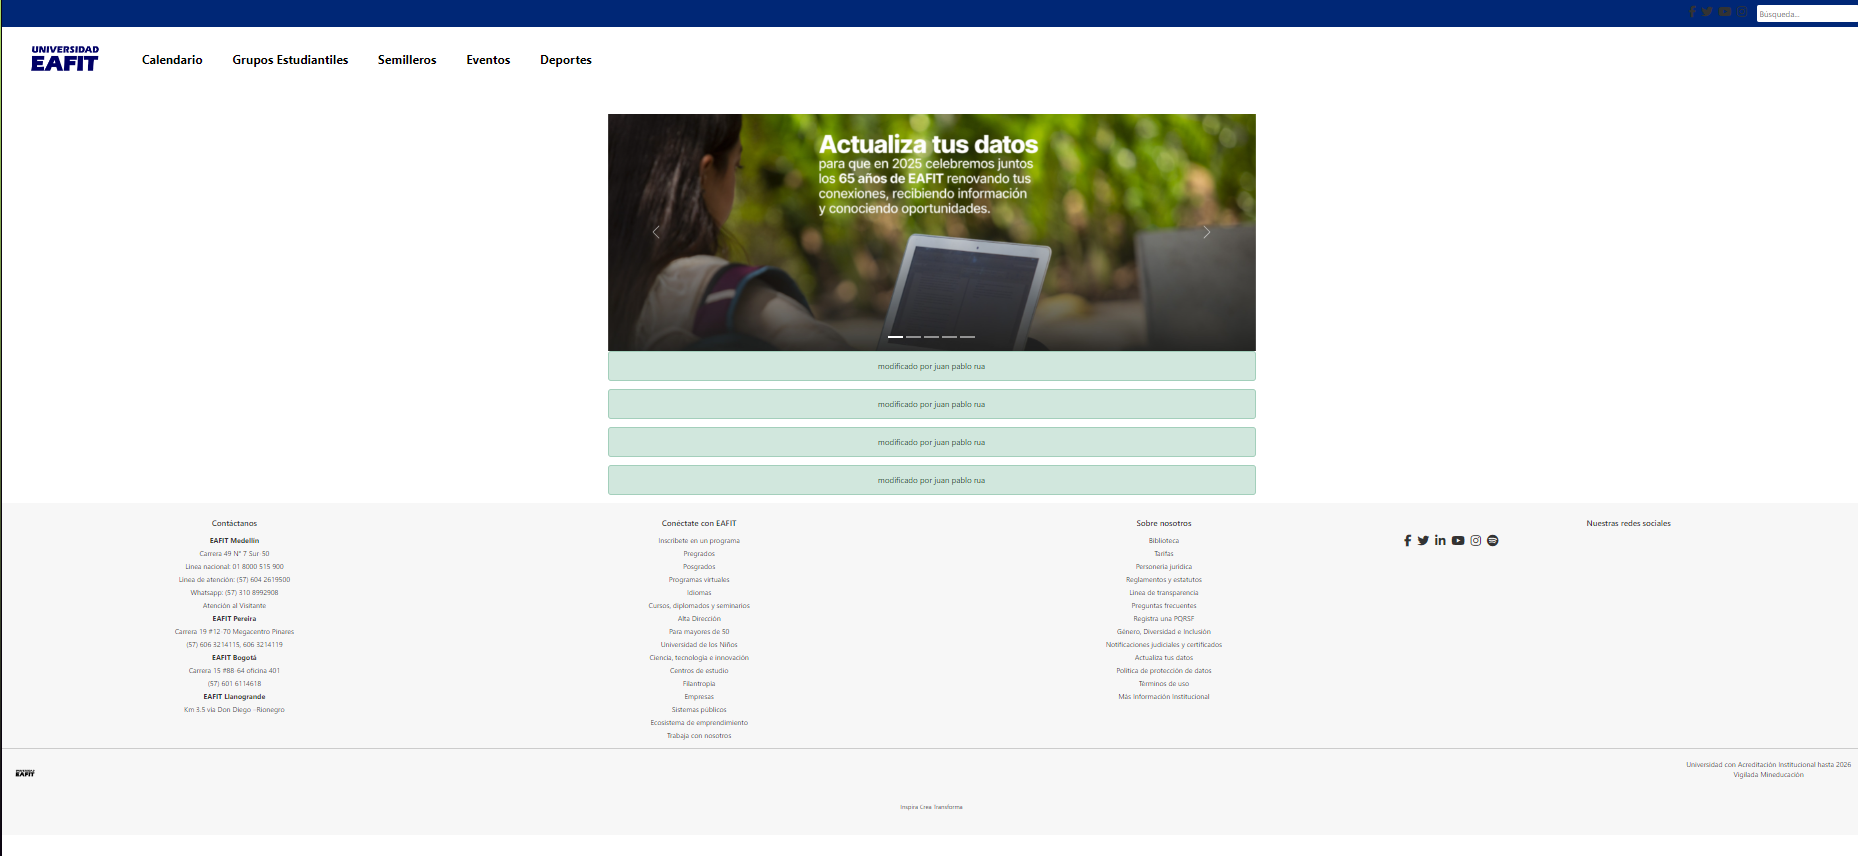 Búsqueda...
UNIVERSIDAD
EAFIT
Calendario
Grupos Estudiantiles
Semilleros
Eventos
Deportes
Actualiza tus datos
para que en 2025 celebremos juntos
los 65 años de EAFIT renovando tus
conexiones, recibiendo información
y conociendo oportunidades.
modificado por juan pablo rua
modificado por juan pablo rua
modificado por juan pablo rua
modificado por juan pablo rua
Contáctanos
EAFIT Medellín
Carrera 49 N° 7 Sur-50
Línea nacional: 01 8000 515 900
Línea de atención: (57) 604 2619500
Whatsapp: (57) 310 8992908
Atención al Visitante
EAFIT Pereira
Carrera 19 #12-70 Megacentro Pinares
(57) 606 3214115, 606 3214119
EAFIT Bogotá
Carrera 15 #88-64 oficina 401
(57) 601 6114618
EAFIT Llanogrande
Km 3.5 vía Don Diego - Rionegro
Conéctate con EAFIT
Inscríbete en un programa
Pregrados
Posgrados
Programas virtuales
Idiomas
Cursos, diplomados y seminarios
Alta Dirección
Para mayores de 50
Universidad de los Niños
Ciencia, tecnología e innovación
Centros de estudio
Filantropía
Empresas
Sistemas públicos
Ecosistema de emprendimiento
Trabaja con nosotros
Sobre nosotros
Biblioteca
Tarifas
Personería jurídica
Reglamentos y estatutos
Línea de transparencia
Preguntas frecuentes
Registra una PQRSF
Género, Diversidad e Inclusión
Notificaciones judiciales y certificados
Actualiza tus datos
Política de protección de datos
Términos de uso
Más Información Institucional
Nuestras redes sociales
EAFIT
Universidad con Acreditación Institucional hasta 2026
Vigilada Mineducación
Inspira Crea Transforma